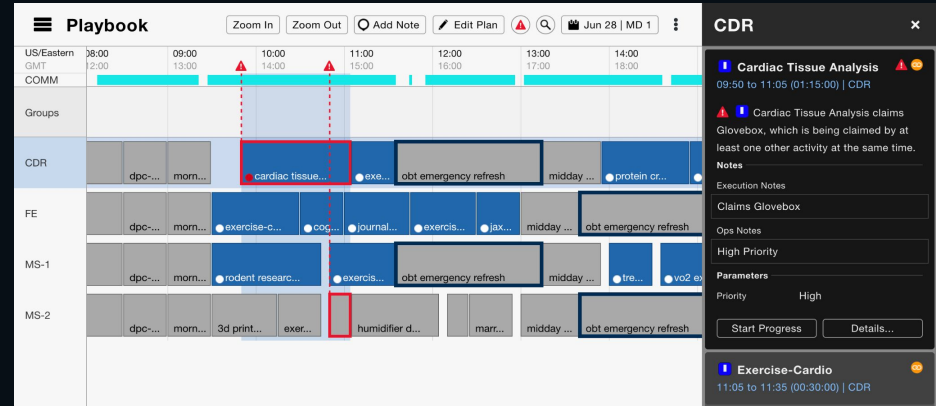 Playbook
Zoom In
Zoom Out
Add Note
Edit Plan
Jun 28 | MD 1
US/Eastern 08:00 09:00 10:00 11:00 12:00 13:00 14:00
GMT 12:00 13:00 14:00 15:00 16:00 17:00 18:00
COMM
Groups
CDR
dpc-... morn... cardiac tissue... exe... obt emergency refresh midday ... protein cr...
FE
dpc-... morn... exercise-c... cog... journal... exercis... jax... midday ... obt emergency refresh
MS-1
dpc-... morn... rodent researc... exercis... obt emergency refresh midday ... tre... vo2 ex
MS-2
dpc-... morn... 3d print... exer... humidifier d... marr... midday ... obt emergency refresh
CDR ×
Cardiac Tissue Analysis
09:50 to 11:05 (01:15:00) | CDR
Cardiac Tissue Analysis claims
Glovebox, which is being claimed by at
least one other activity at the same time.
Notes
Execution Notes
Claims Glovebox
Ops Notes
High Priority
Parameters
Priority High
Start Progress Details...
Exercise-Cardio
11:05 to 11:35 (00:30:00) | CDR